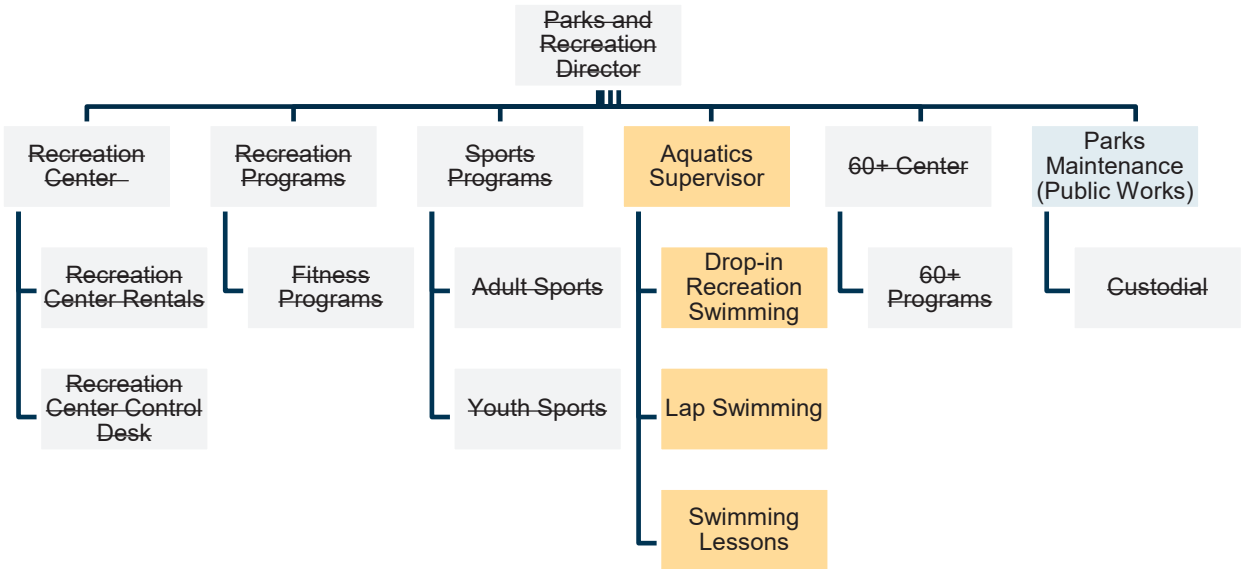 Parks and
Recreation
Director
Recreation
Center
Recreation
Programs
Sports
Programs
Aquatics
Supervisor
60+ Center
Parks
Maintenance
(Public Works)
Recreation
Center Rentals
Fitness
Programs
Adult Sports
Drop-in
Recreation
Swimming
60+
Programs
Custodial
Recreation
Center Control
Desk
Youth Sports
Lap Swimming
Swimming
Lessons